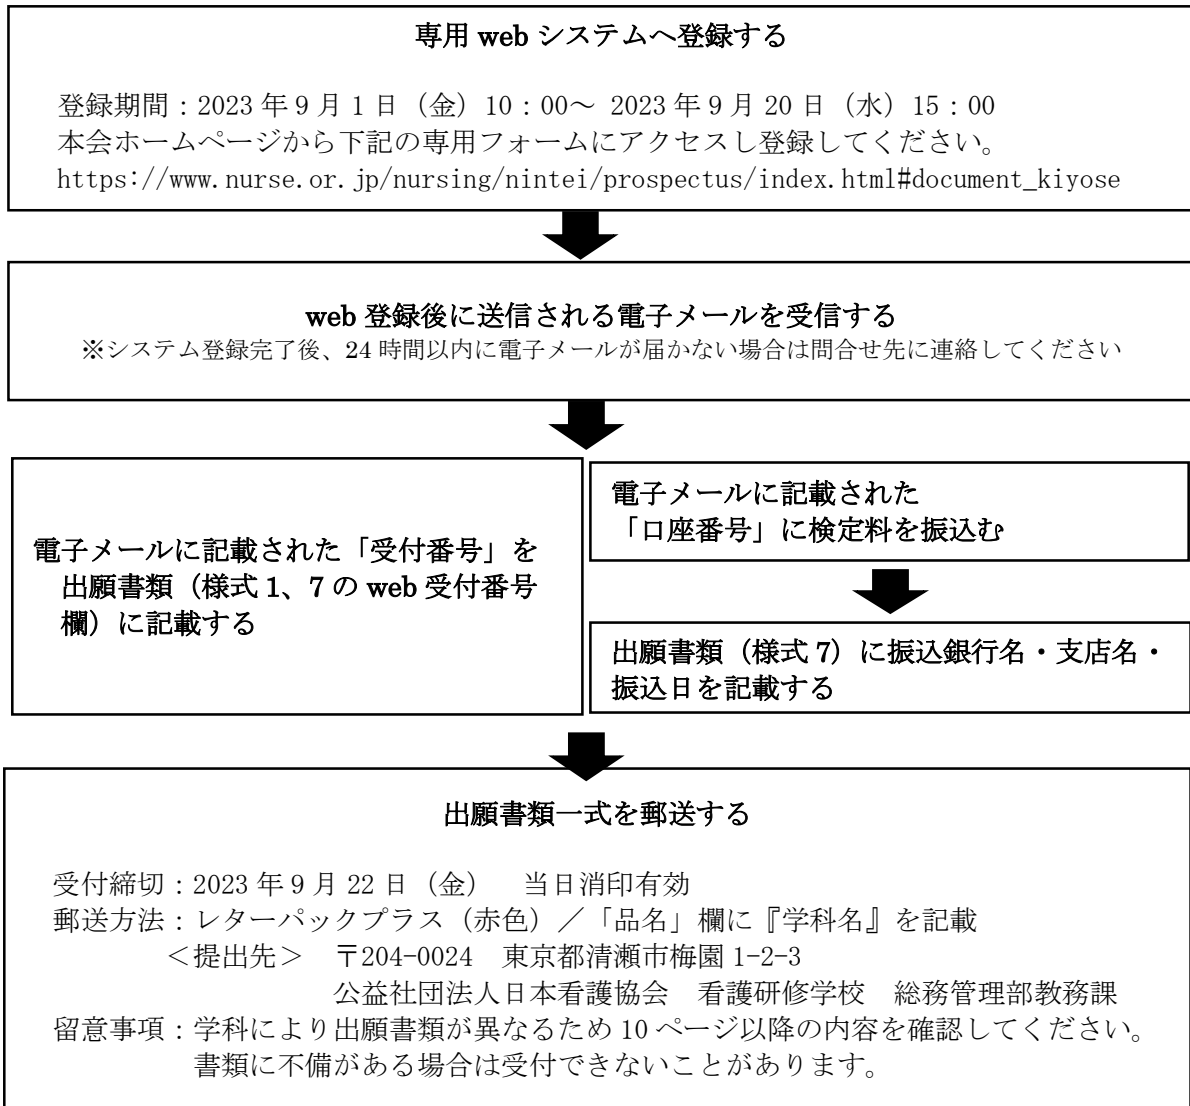 専用 web システムへ登録する
登録期間：2023 年 9 月 1 日（金）10：00～ 2023 年 9 月 20 日（水）15：00
本会ホームページから下記の専用フォームにアクセスし登録してください。
https://www.nurse.or.jp/nursing/nintei/prospectus/index.html#document_kiyose
web 登録後に送信される電子メールを受信する
※システム登録完了後、24 時間以内に電子メールが届かない場合は問合せ先に連絡してください
電子メールに記載された「受付番号」を
出願書類（様式 1、7 の web 受付番号
欄）に記載する
電子メールに記載された
「口座番号」に検定料を振込む
出願書類（様式 7）に振込銀行名・支店名・
振込日を記載する
出願書類一式を郵送する
受付締切：2023 年 9 月 22 日（金）　当日消印有効
郵送方法：レターパックプラス（赤色）／「品名」欄に『学科名』を記載
＜提出先＞　〒204-0024　東京都清瀬市梅園 1-2-3
公益社団法人日本看護協会　看護研修学校　総務管理部教務課
留意事項：学科により出願書類が異なるため 10 ページ以降の内容を確認してください。
書類に不備がある場合は受付できないことがあります。